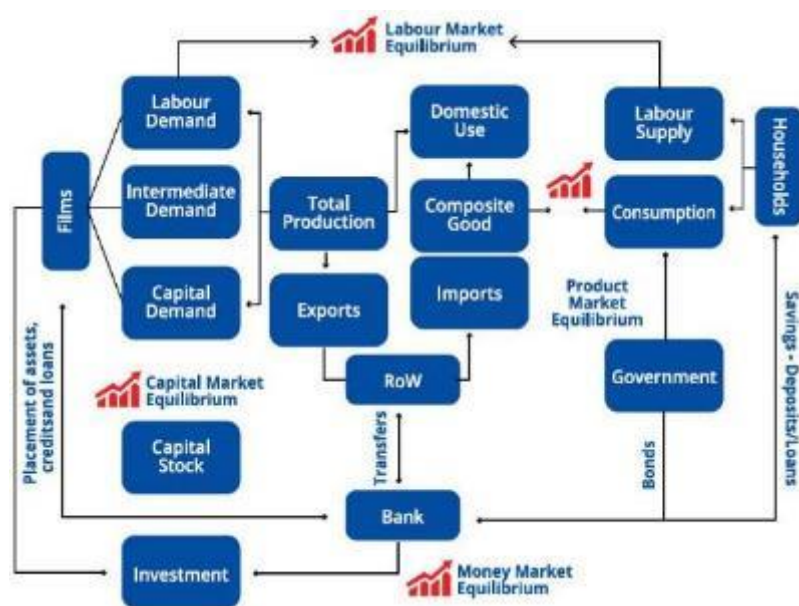 Labour Market
Equilibrium
Labour
Demand
Domestic
Use
Labour
Supply
Households
Films
Intermediate
Demand
Total
Production
Composite
Good
Consumption
Capital
Demand
Exports
Imports
Product
Market
Equilibrium
Placement of assets,
creditsand loans
Capital Market
Equilibrium
RoW
Government
Savings - Deposits/Loans
Capital
Stock
Transfers
Bonds
Bank
Investment
Money Market
Equilibrium